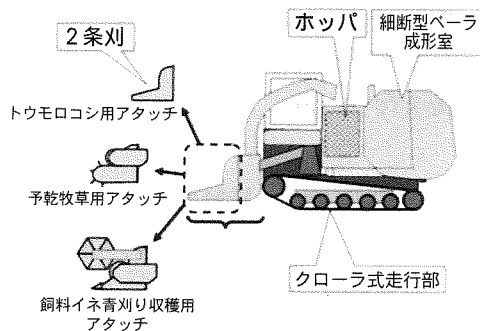 2条刈
ホッパ
細断型ベーラ
成形室
トウモロコシ用アタッチ
予乾牧草用アタッチ
飼料イネ青刈り収穫用
アタッチ
クローラ式走行部